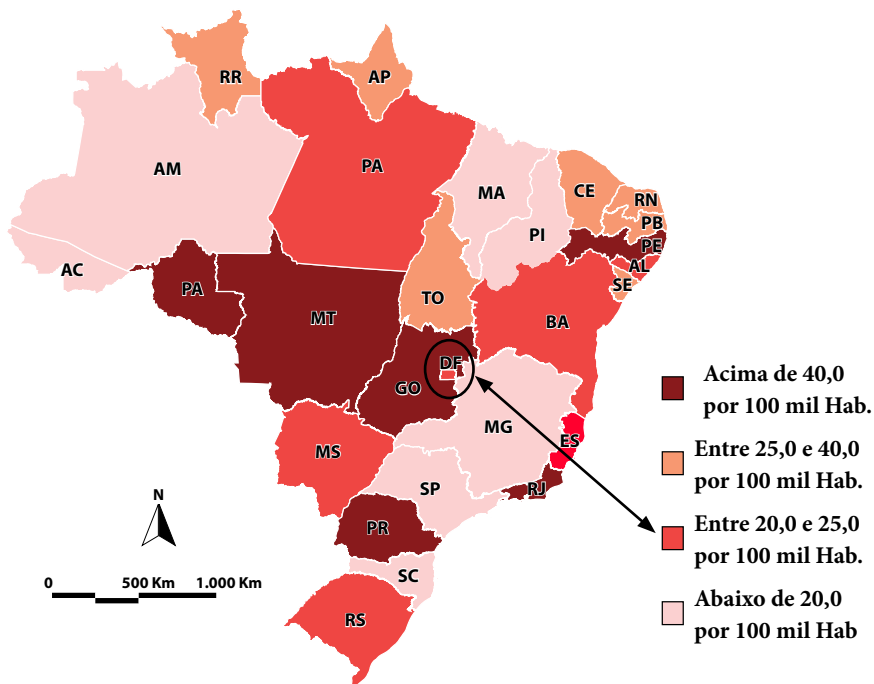 RR
AP
AM
PA
MA
CE
RN
PB
PI
PE
AL
AC
SE
PA
TO
MT
BA
DF
GO
MG
ES
MS
SP
RJ
PR
SC
RS
N
0 500 Km 1.000 Km
Acima de 40,0
por 100 mil Hab.
Entre 25,0 e 40,0
por 100 mil Hab.
Entre 20,0 e 25,0
por 100 mil Hab.
Abaixo de 20,0
por 100 mil Hab